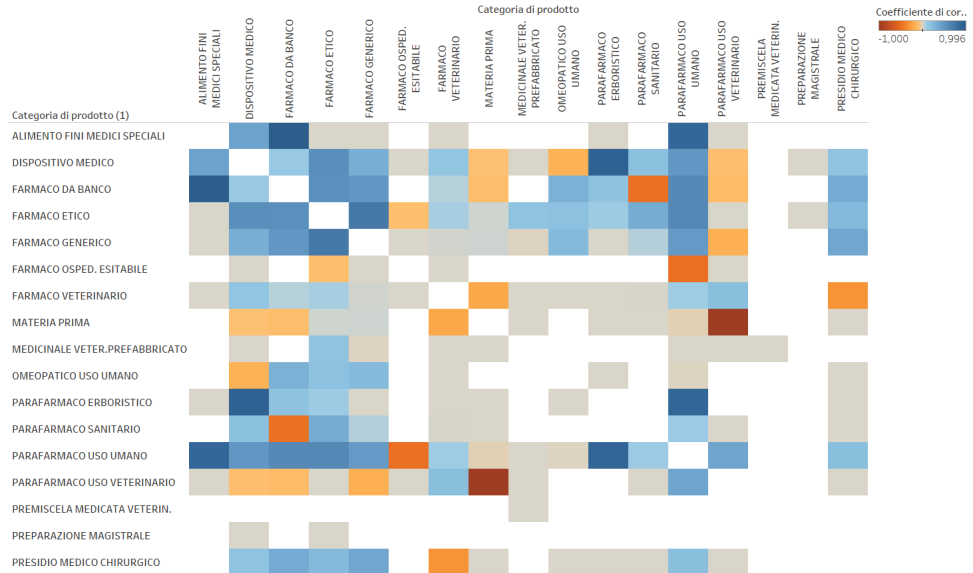 Categoria di prodotto
Coefficiente di cor..
-1,000 0,996
ALIMENTO FINI
MEDICI SPECIALI
DISPOSITIVO MEDICO
FARMACO DA BANCO
FARMACO ETICO
FARMACO GENERICO
FARMACO OSPED.
ESITABILE
FARMACO
VETERINARIO
MATERIA PRIMA
MEDICINALE VETER.
PREFABBRICATO
OMEOPATICO USO
UMANO
PARAFARMACO
ERBORISTICO
PARAFARMACO
SANITARIO
PARAFARMACO USO
UMANO
PARAFARMACO USO
VETERINARIO
PREMISCELA
MEDICATA VETERIN.
PREPARAZIONE
MAGISTRALE
PRESIDIO MEDICO
CHIRURGICO
Categoria di prodotto (1)
ALIMENTO FINI MEDICI SPECIALI
DISPOSITIVO MEDICO
FARMACO DA BANCO
FARMACO ETICO
FARMACO GENERICO
FARMACO OSPED. ESITABILE
FARMACO VETERINARIO
MATERIA PRIMA
MEDICINALE VETER.PREFABBRICATO
OMEOPATICO USO UMANO
PARAFARMACO ERBORISTICO
PARAFARMACO SANITARIO
PARAFARMACO USO UMANO
PARAFARMACO USO VETERINARIO
PREMISCELA MEDICATA VETERIN.
PREPARAZIONE MAGISTRALE
PRESIDIO MEDICO CHIRURGICO